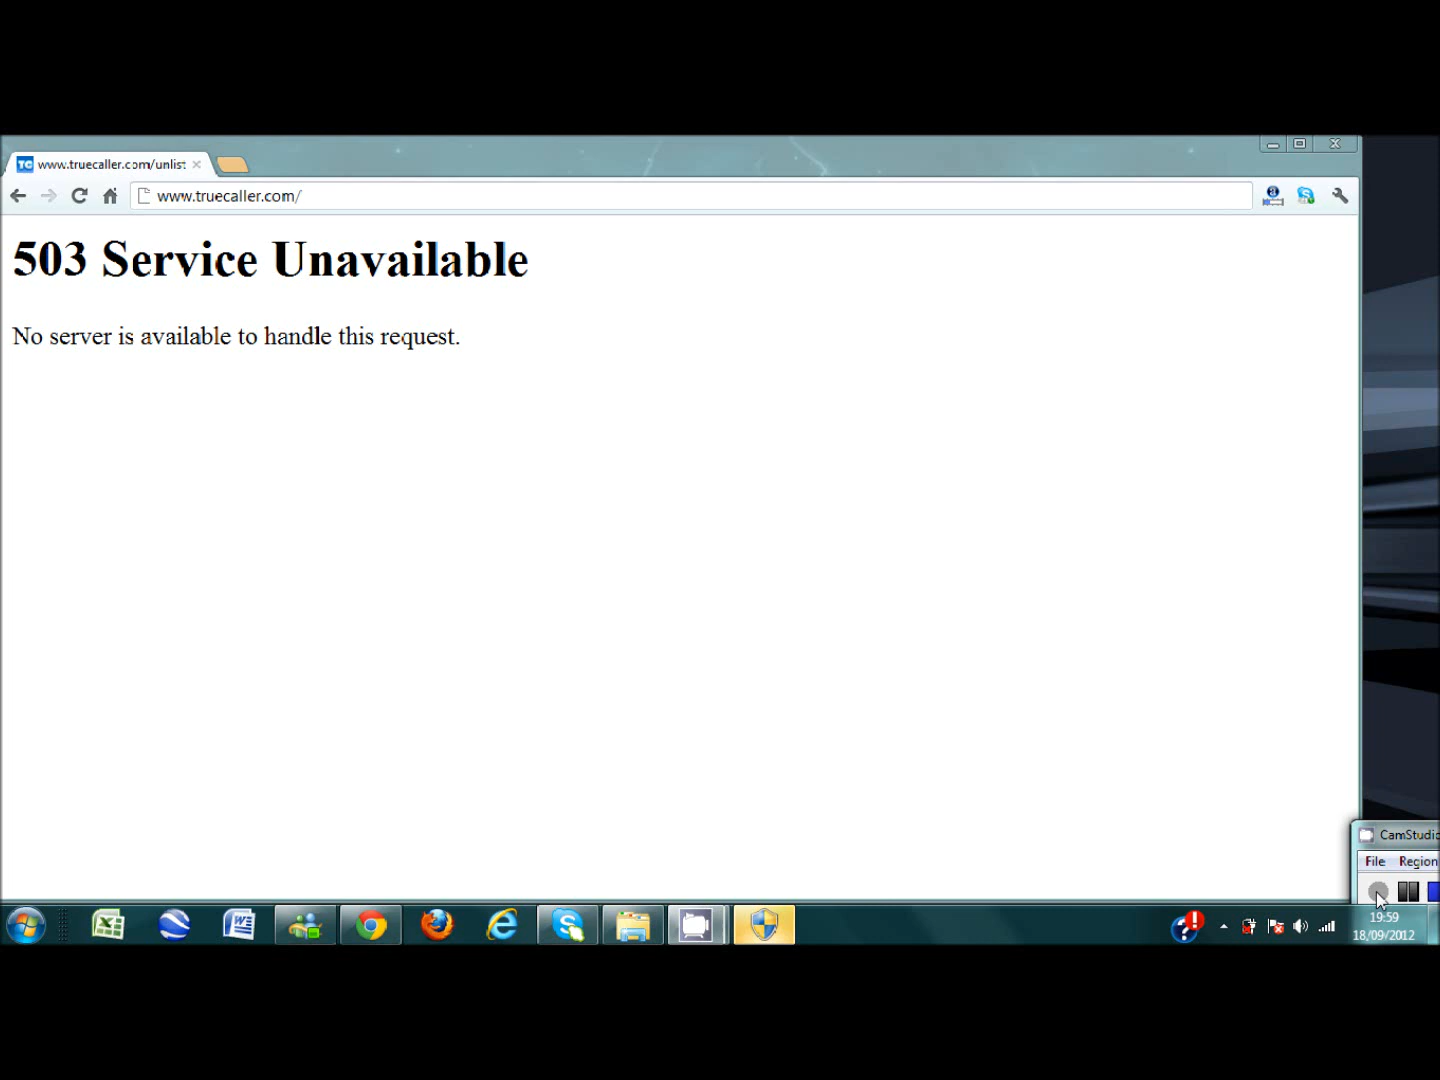 www.truecaller.com/unlist
www.truecaller.com/
503 Service Unavailable
No server is available to handle this request.
CamStudio
File Region
19:59
18/09/2012